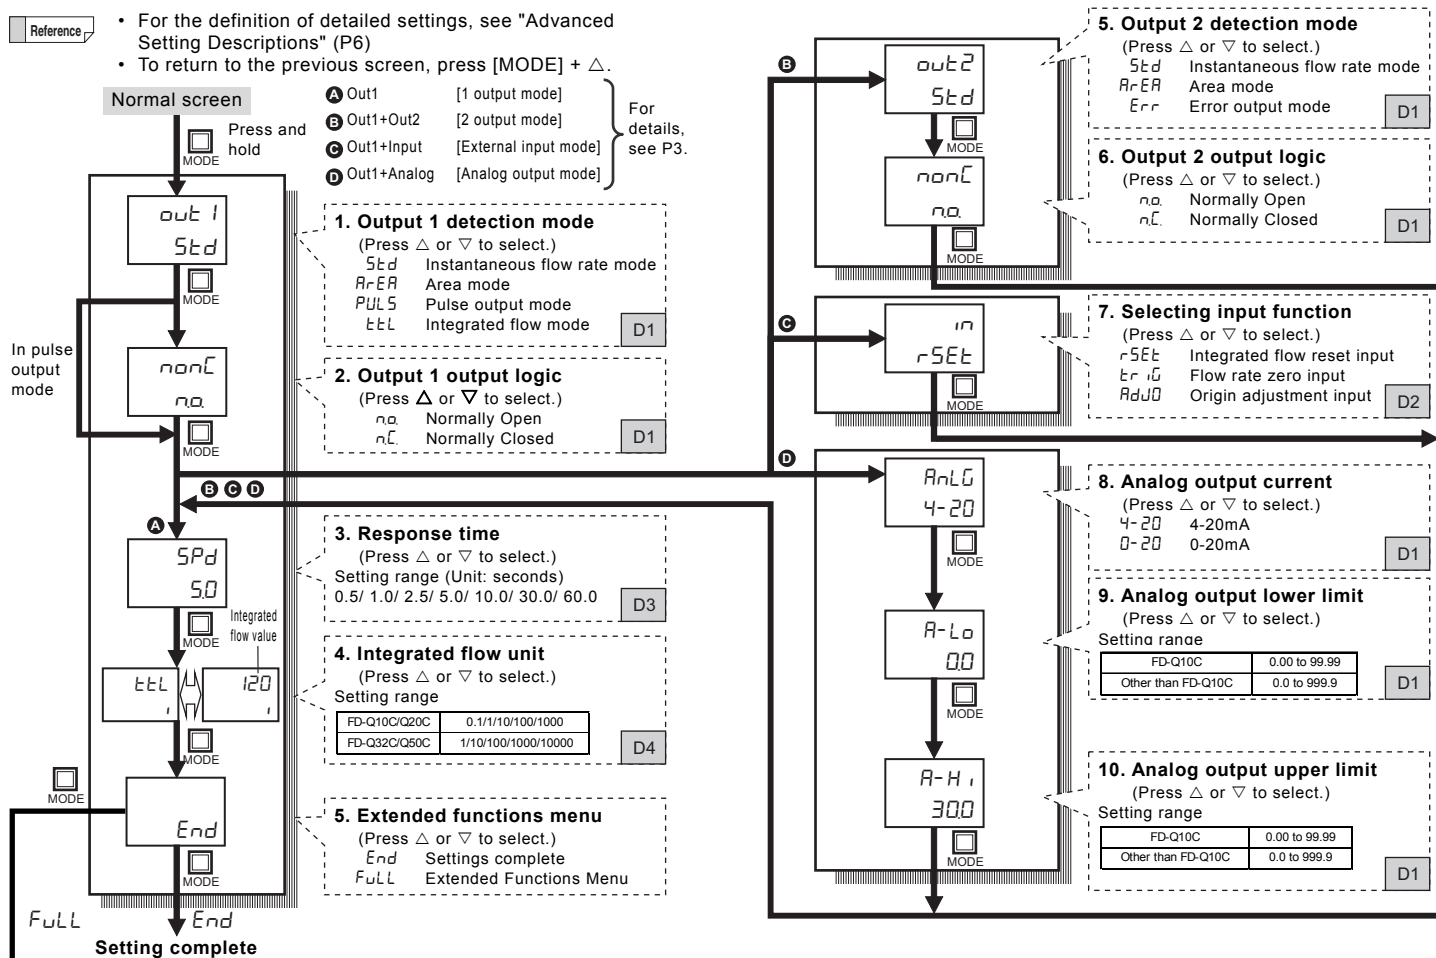 Reference
• For the definition of detailed settings, see "Advanced
Setting Descriptions" (P6)
• To return to the previous screen, press [MODE] + △.
Normal screen
Press and
hold
MODE
A Out1 [1 output mode]
B Out1+Out2 [2 output mode]
C Out1+Input [External input mode]
D Out1+Analog [Analog output mode]
For
details,
see P3.
out 1
Std
MODE
1. Output 1 detection mode
(Press △ or ▽ to select.)
Std Instantaneous flow rate mode
ArEA Area mode
PULS Pulse output mode
ttL Integrated flow mode
D1
In pulse
output
mode
nonC
n.o.
MODE
2. Output 1 output logic
(Press △ or ▽ to select.)
n.o. Normally Open
n.C. Normally Closed
D1
B C D
A
SPd
5.0
MODE
3. Response time
(Press △ or ▽ to select.)
Setting range (Unit: seconds)
0.5/ 1.0/ 2.5/ 5.0/ 10.0/ 30.0/ 60.0
D3
Integrated
flow value
ttL
1
120
1
MODE
4. Integrated flow unit
(Press △ or ▽ to select.)
Setting range
FD-Q10C/Q20C 0.1/1/10/100/1000
FD-Q32C/Q50C 1/10/100/1000/10000
D4
MODE
End
MODE
5. Extended functions menu
(Press △ or ▽ to select.)
End Settings complete
FuLL Extended Functions Menu
FuLL
End
Setting complete
B
out2
Std
MODE
5. Output 2 detection mode
(Press △ or ▽ to select.)
Std Instantaneous flow rate mode
ArEA Area mode
Err Error output mode
D1
nonC
n.o.
MODE
6. Output 2 output logic
(Press △ or ▽ to select.)
n.o. Normally Open
n.C. Normally Closed
D1
C
in
rSEt
MODE
7. Selecting input function
(Press △ or ▽ to select.)
rSEt Integrated flow reset input
triG Flow rate zero input
AdJ0 Origin adjustment input
D2
D
AnLG
4-20
MODE
8. Analog output current
(Press △ or ▽ to select.)
4-20 4-20mA
0-20 0-20mA
D1
A-Lo
0.0
MODE
9. Analog output lower limit
(Press △ or ▽ to select.)
Setting range
FD-Q10C 0.00 to 99.99
Other than FD-Q10C 0.0 to 999.9
D1
A-Hi
30.0
MODE
10. Analog output upper limit
(Press △ or ▽ to select.)
Setting range
FD-Q10C 0.00 to 99.99
Other than FD-Q10C 0.0 to 999.9
D1